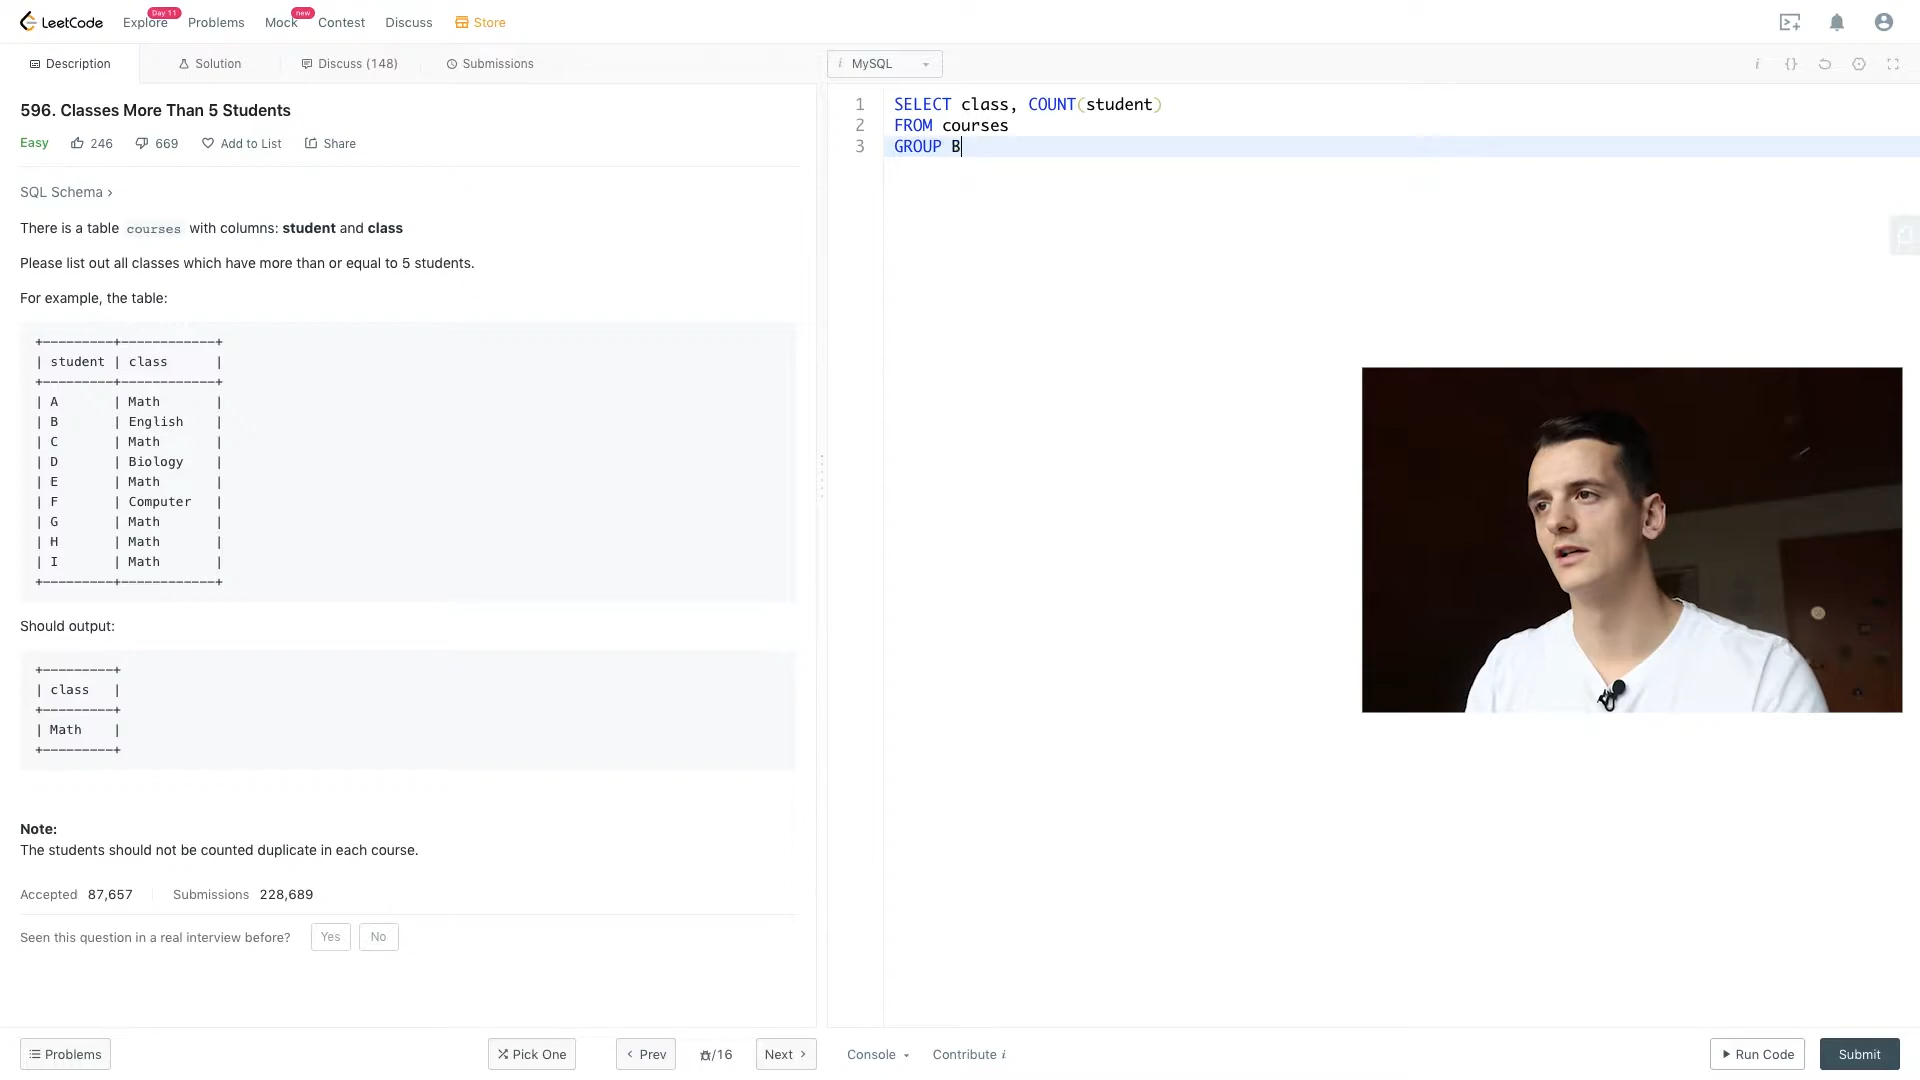 LeetCode Explore Day 11 Problems Mock new Contest Discuss Store
Description Solution Discuss (148) Submissions
596. Classes More Than 5 Students
Easy 246 669 Add to List Share
SQL Schema ›
There is a table courses with columns: student and class
Please list out all classes which have more than or equal to 5 students.
For example, the table:
+---------+------------+
| student | class      |
+---------+------------+
| A       | Math       |
| B       | English    |
| C       | Math       |
| D       | Biology    |
| E       | Math       |
| F       | Computer   |
| G       | Math       |
| H       | Math       |
| I       | Math       |
+---------+------------+
Should output:
+---------+
| class   |
+---------+
| Math    |
+---------+
Note:
The students should not be counted duplicate in each course.
Accepted 87,657 Submissions 228,689
Seen this question in a real interview before? Yes No
Problems Pick One ‹ Prev /16 Next ›
i MySQL
i {}
1 SELECT class, COUNT(student)
2 FROM courses
3 GROUP B
Console Contribute i Run Code Submit